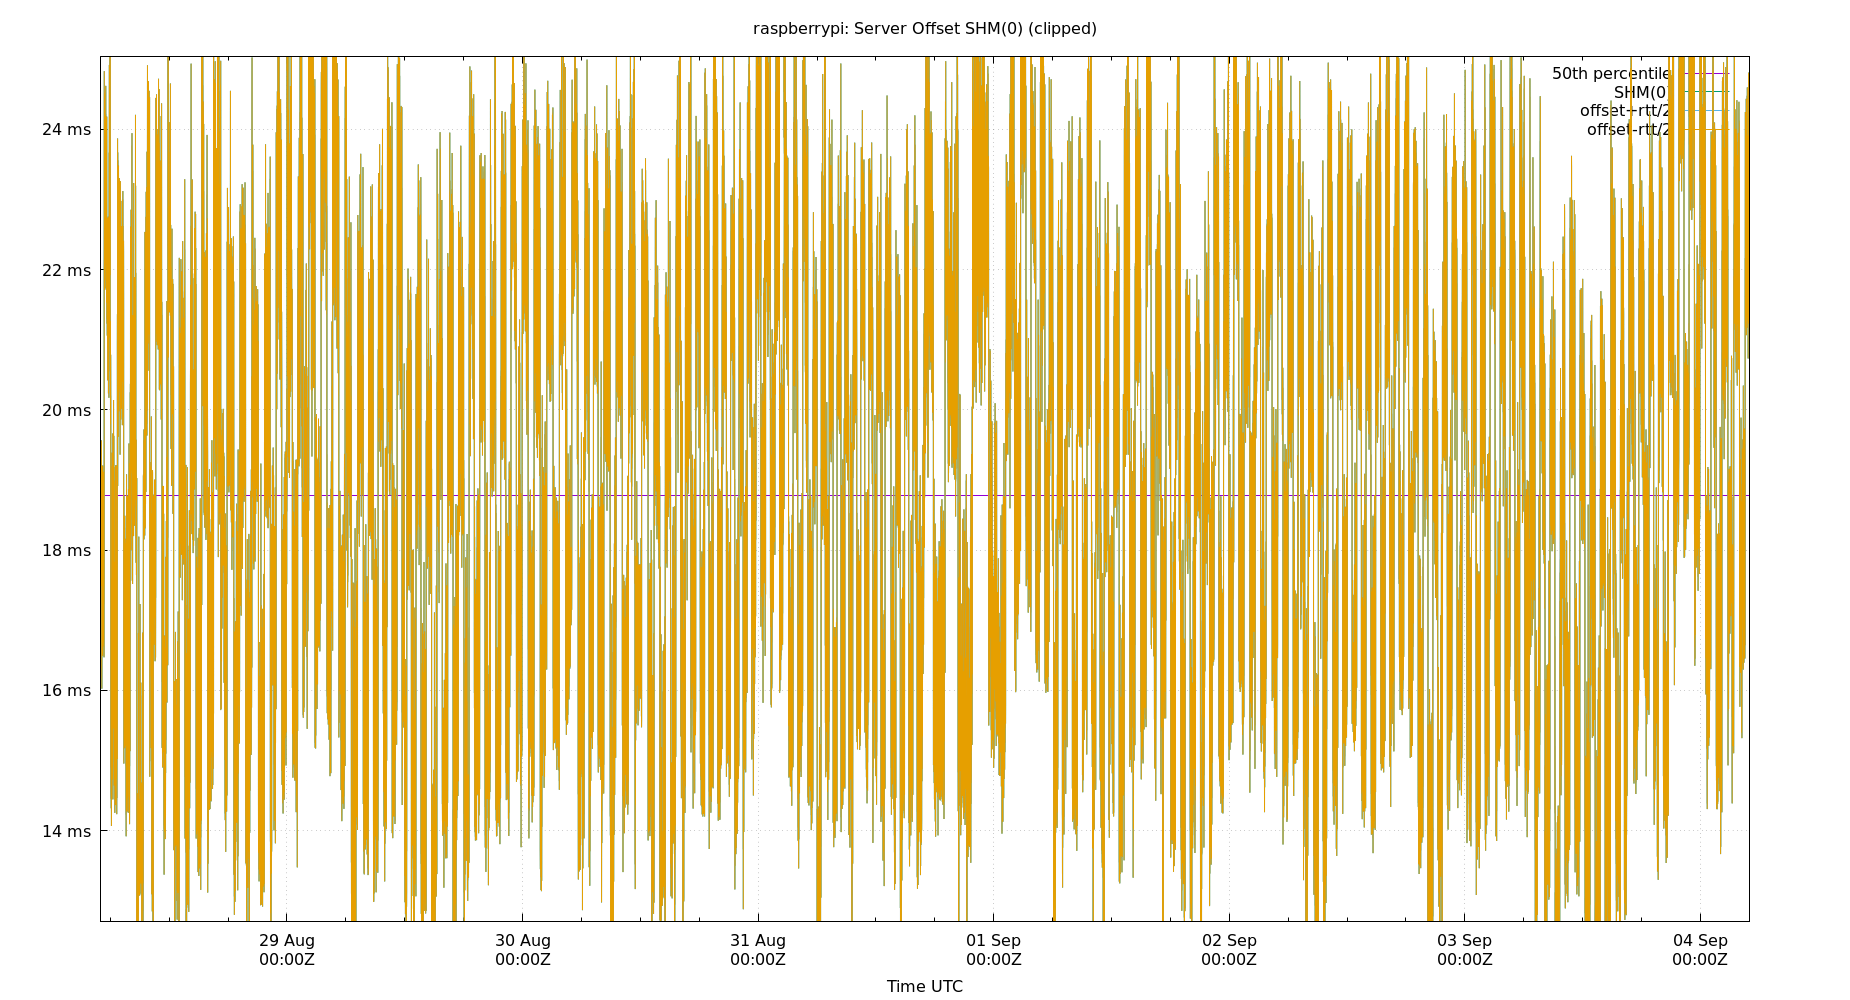 raspberrypi: Server Offset SHM(0) (clipped)
50th percentile
SHM(0)
offset+rtt/2
offset-rtt/2
24 ms
22 ms
20 ms
18 ms
16 ms
14 ms
29 Aug 30 Aug 31 Aug 01 Sep 02 Sep 03 Sep 04 Sep
00:00Z 00:00Z 00:00Z 00:00Z 00:00Z 00:00Z 00:00Z
Time UTC